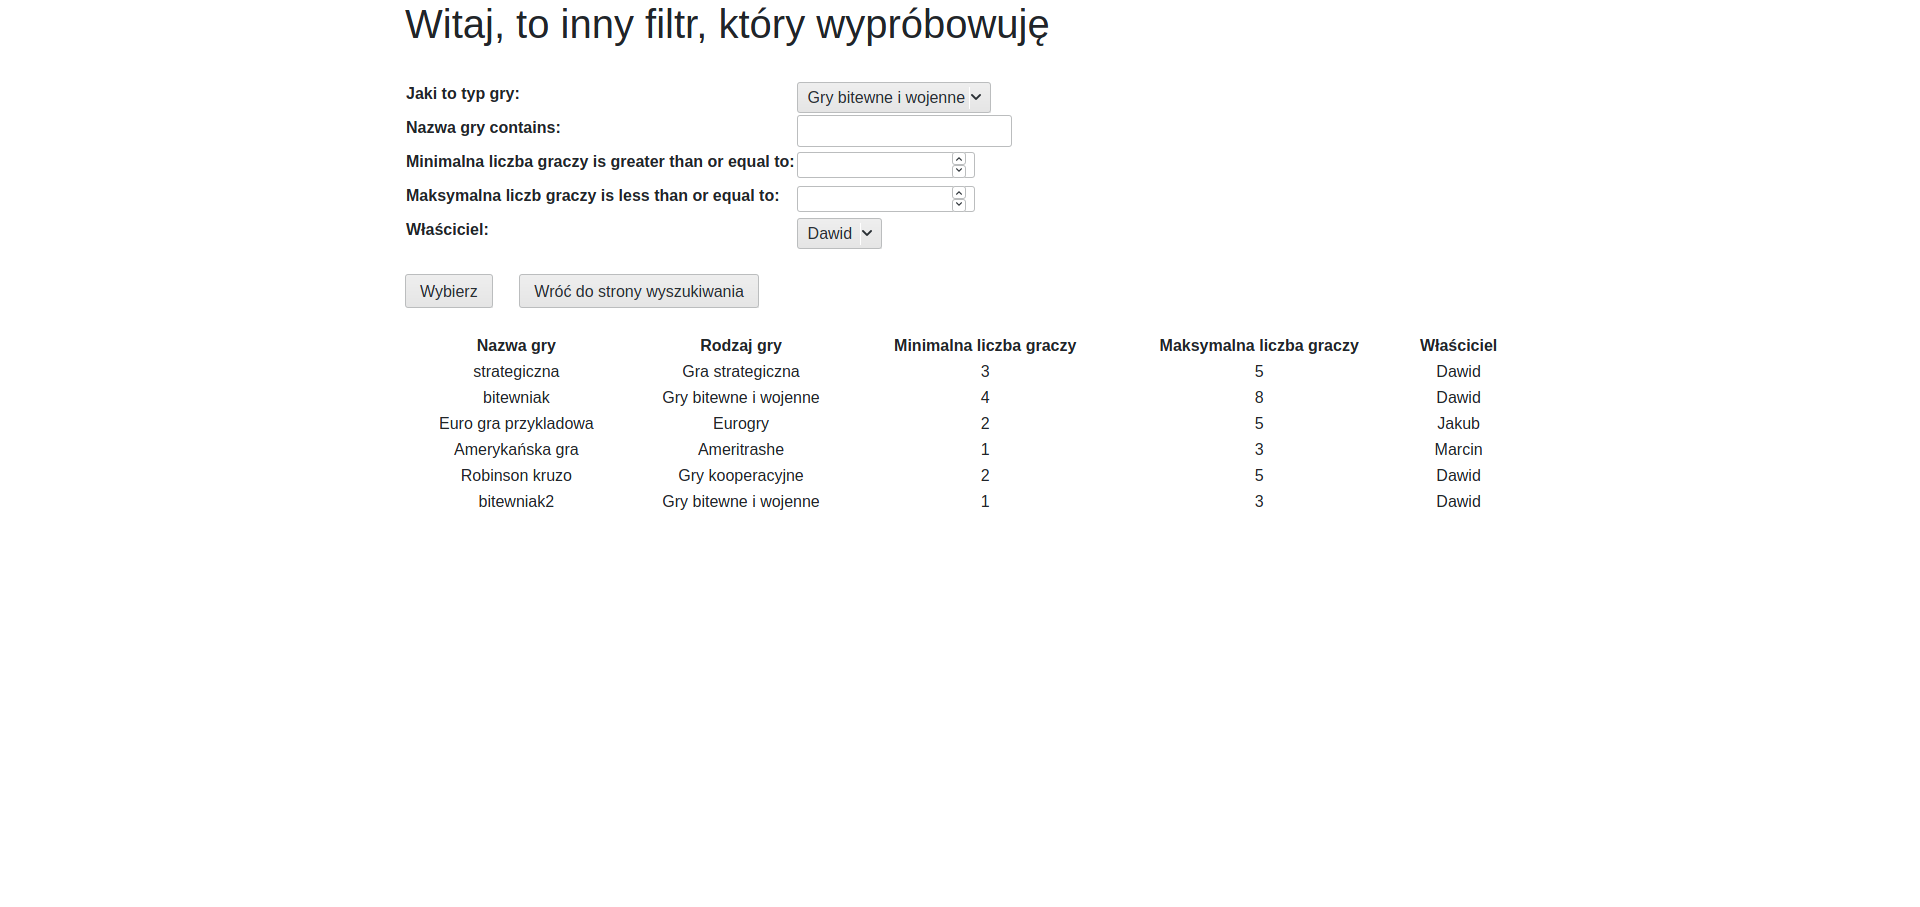 Witaj, to inny filtr, który wypróbowuję
Jaki to typ gry: Gry bitewne i wojenne
Nazwa gry contains:
Minimalna liczba graczy is greater than or equal to:
Maksymalna liczb graczy is less than or equal to:
Właściciel: Dawid
Wybierz Wróć do strony wyszukiwania
Nazwa gry Rodzaj gry Minimalna liczba graczy Maksymalna liczba graczy Właściciel
strategiczna Gra strategiczna 3 5 Dawid
bitewniak Gry bitewne i wojenne 4 8 Dawid
Euro gra przykladowa Eurogry 2 5 Jakub
Amerykańska gra Ameritrashe 1 3 Marcin
Robinson kruzo Gry kooperacyjne 2 5 Dawid
bitewniak2 Gry bitewne i wojenne 1 3 Dawid